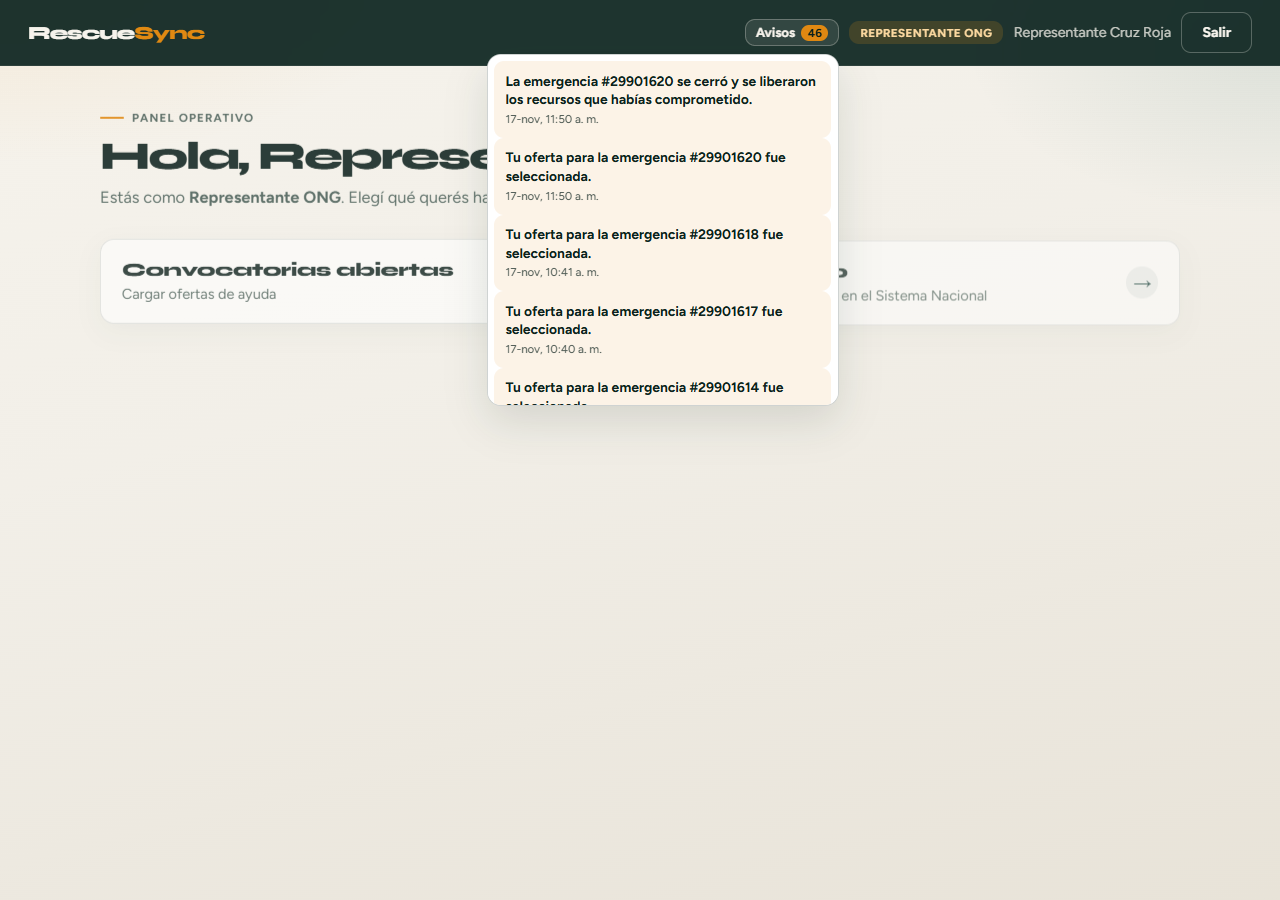 RescueSync
Avisos 46
REPRESENTANTE ONG
Representante Cruz Roja
Salir
La emergencia #29901620 se cerró y se liberaron
los recursos que habías comprometido.
17-nov, 11:50 a. m.
Tu oferta para la emergencia #29901620 fue
seleccionada.
17-nov, 11:50 a. m.
Tu oferta para la emergencia #29901618 fue
seleccionada.
17-nov, 10:41 a. m.
Tu oferta para la emergencia #29901617 fue
seleccionada.
17-nov, 10:40 a. m.
Tu oferta para la emergencia #29901614 fue
PANEL OPERATIVO
Hola,
Estás como Representante ONG. Elegí qué querés
Convocatorias abiertas
Cargar ofertas de ayuda
en el Sistema Nacional
→